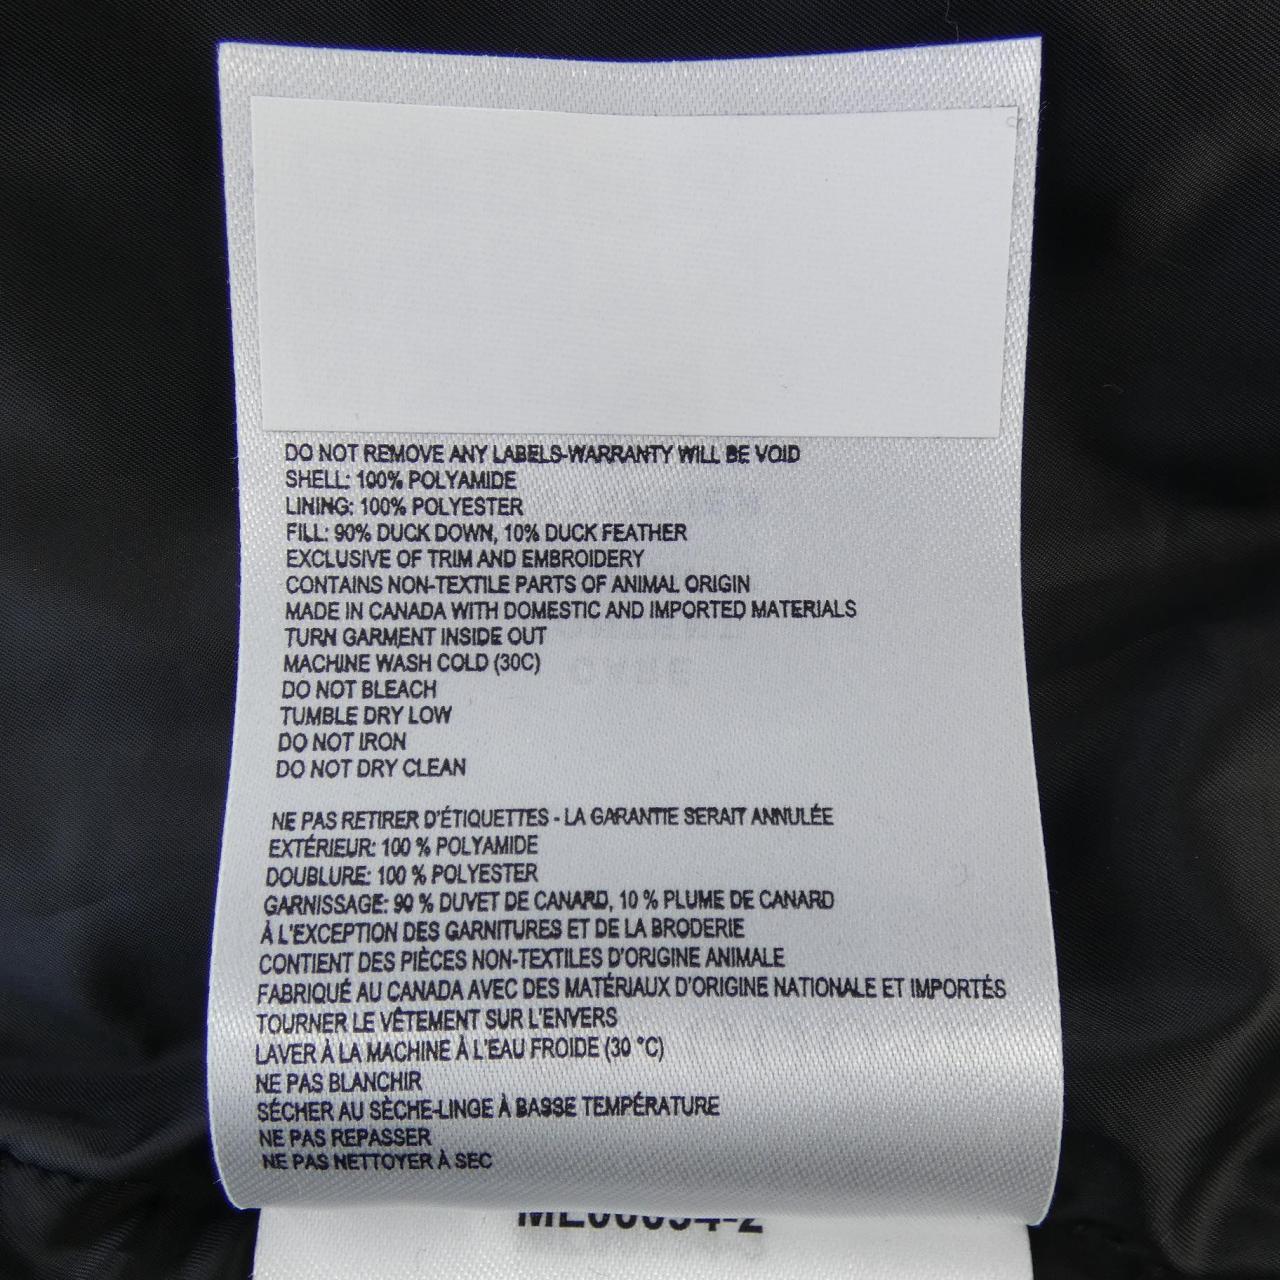 DO NOT REMOVE ANY LABELS-WARRANTY WILL BE VOID
SHELL: 100% POLYAMIDE
LINING: 100% POLYESTER
FILL: 90% DUCK DOWN, 10% DUCK FEATHER
EXCLUSIVE OF TRIM AND EMBROIDERY
CONTAINS NON-TEXTILE PARTS OF ANIMAL ORIGIN
MADE IN CANADA WITH DOMESTIC AND IMPORTED MATERIALS
TURN GARMENT INSIDE OUT
MACHINE WASH COLD (30C)
DO NOT BLEACH
TUMBLE DRY LOW
DO NOT IRON
DO NOT DRY CLEAN
NE PAS RETIRER D'ÉTIQUETTES - LA GARANTIE SERAIT ANNULÉE
EXTÉRIEUR: 100 % POLYAMIDE
DOUBLURE: 100 % POLYESTER
GARNISSAGE: 90 % DUVET DE CANARD, 10 % PLUME DE CANARD
À L'EXCEPTION DES GARNITURES ET DE LA BRODERIE
CONTIENT DES PIÈCES NON-TEXTILES D'ORIGINE ANIMALE
FABRIQUÉ AU CANADA AVEC DES MATÉRIAUX D'ORIGINE NATIONALE ET IMPORTÉS
TOURNER LE VÊTEMENT SUR L'ENVERS
LAVER À LA MACHINE À L'EAU FROIDE (30 °C)
NE PAS BLANCHIR
SÉCHER AU SÈCHE-LINGE À BASSE TEMPÉRATURE
NE PAS REPASSER
NE PAS NETTOYER À SEC